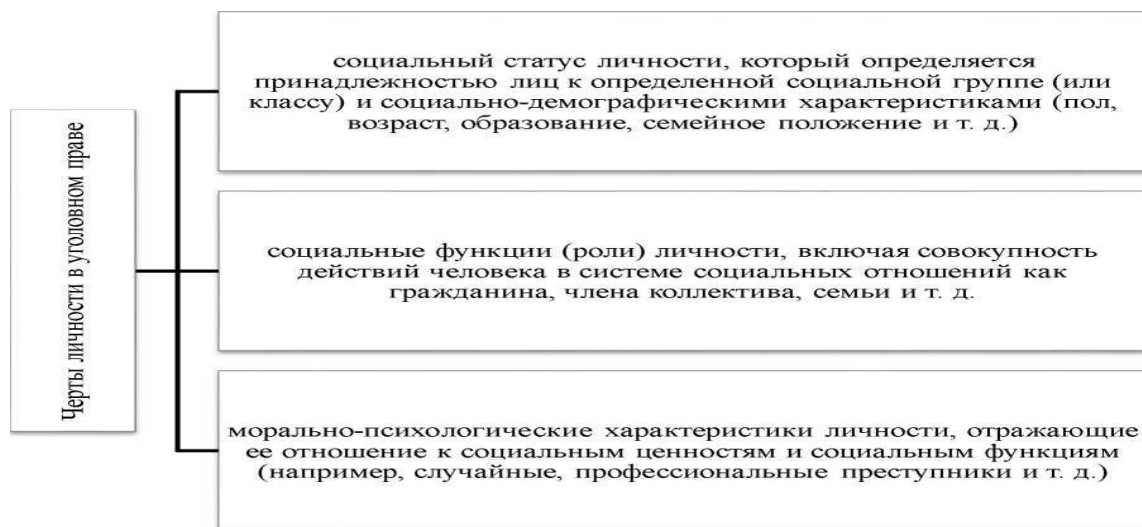 Черты личности в уголовном праве
социальный статус личности, который определяется
принадлежностью лиц к определенной социальной группе (или
классу) и социально-демографическими характеристиками (пол,
возраст, образование, семейное положение и т. д.)
социальные функции (роли) личности, включая совокупность
действий человека в системе социальных отношений как
гражданина, члена коллектива, семьи и т. д.
морально-психологические характеристики личности, отражающие
ее отношение к социальным ценностям и социальным функциям
(например, случайные, профессиональные преступники и т. д.)